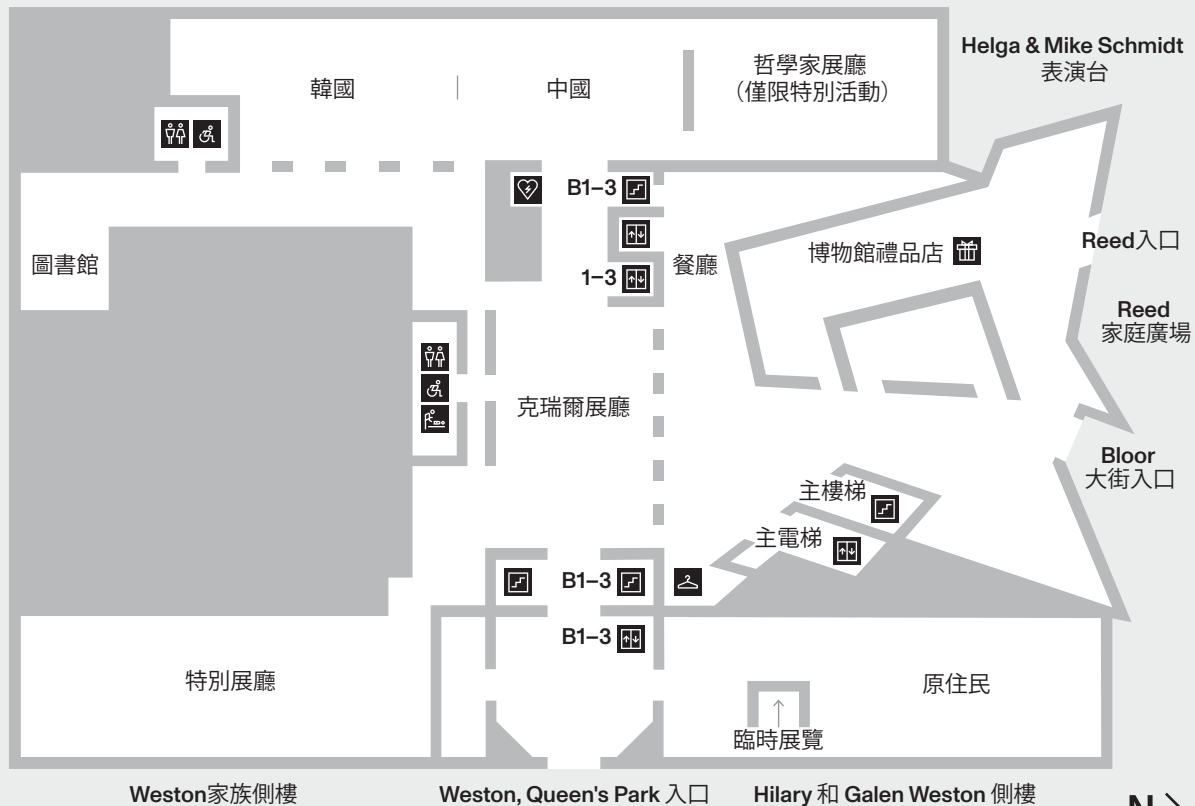 Helga & Mike Schmidt
表演台
哲學家展廳
（僅限特別活動）
韓國
中國
B1–3
圖書館
餐廳
博物館禮品店
Reed入口
1–3
Reed
家庭廣場
克瑞爾展廳
Bloor
大街入口
主樓梯
主電梯
B1–3
B1–3
特別展廳
原住民
臨時展覽
Weston家族側樓
Weston, Queen's Park 入口
Hilary 和 Galen Weston 側樓
N